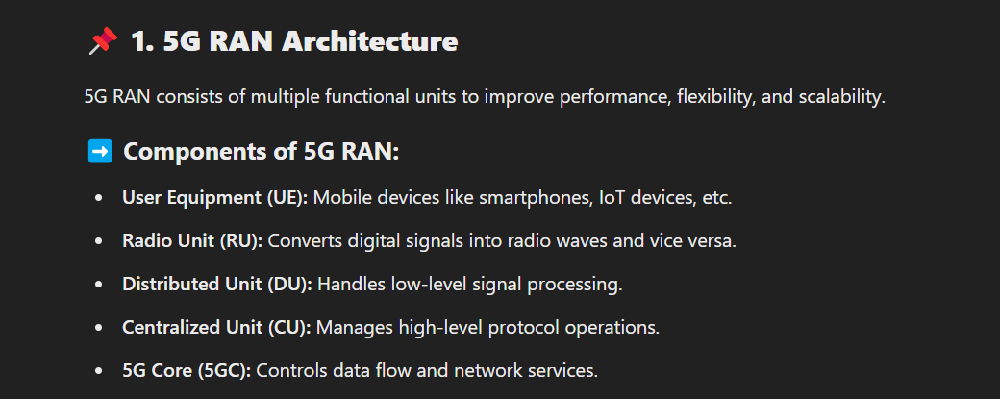 📌 1. 5G RAN Architecture
5G RAN consists of multiple functional units to improve performance, flexibility, and scalability.
➡️ Components of 5G RAN:
• User Equipment (UE): Mobile devices like smartphones, IoT devices, etc.
• Radio Unit (RU): Converts digital signals into radio waves and vice versa.
• Distributed Unit (DU): Handles low-level signal processing.
• Centralized Unit (CU): Manages high-level protocol operations.
• 5G Core (5GC): Controls data flow and network services.